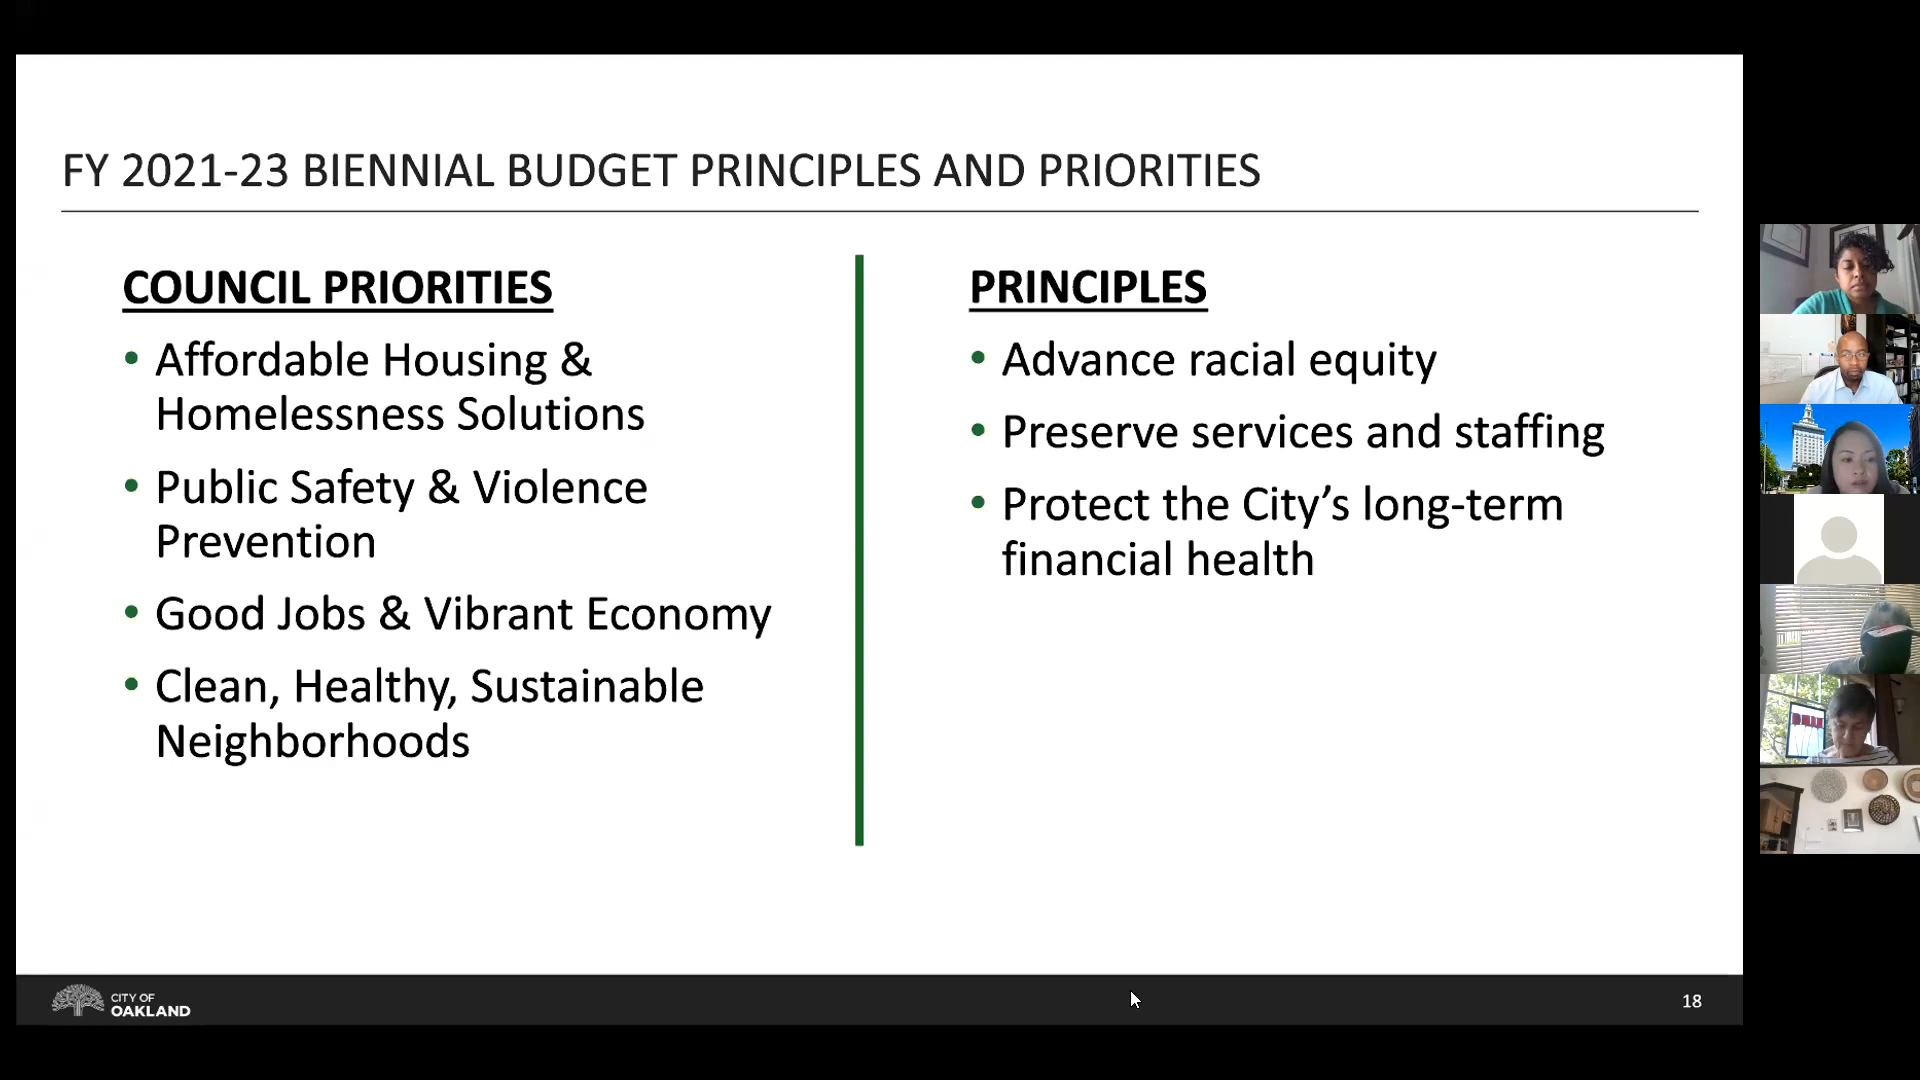 FY 2021-23 BIENNIAL BUDGET PRINCIPLES AND PRIORITIES
COUNCIL PRIORITIES
• Affordable Housing &
Homelessness Solutions
• Public Safety & Violence
Prevention
• Good Jobs & Vibrant Economy
• Clean, Healthy, Sustainable
Neighborhoods
PRINCIPLES
• Advance racial equity
• Preserve services and staffing
• Protect the City’s long-term
financial health
CITY OF
OAKLAND
18